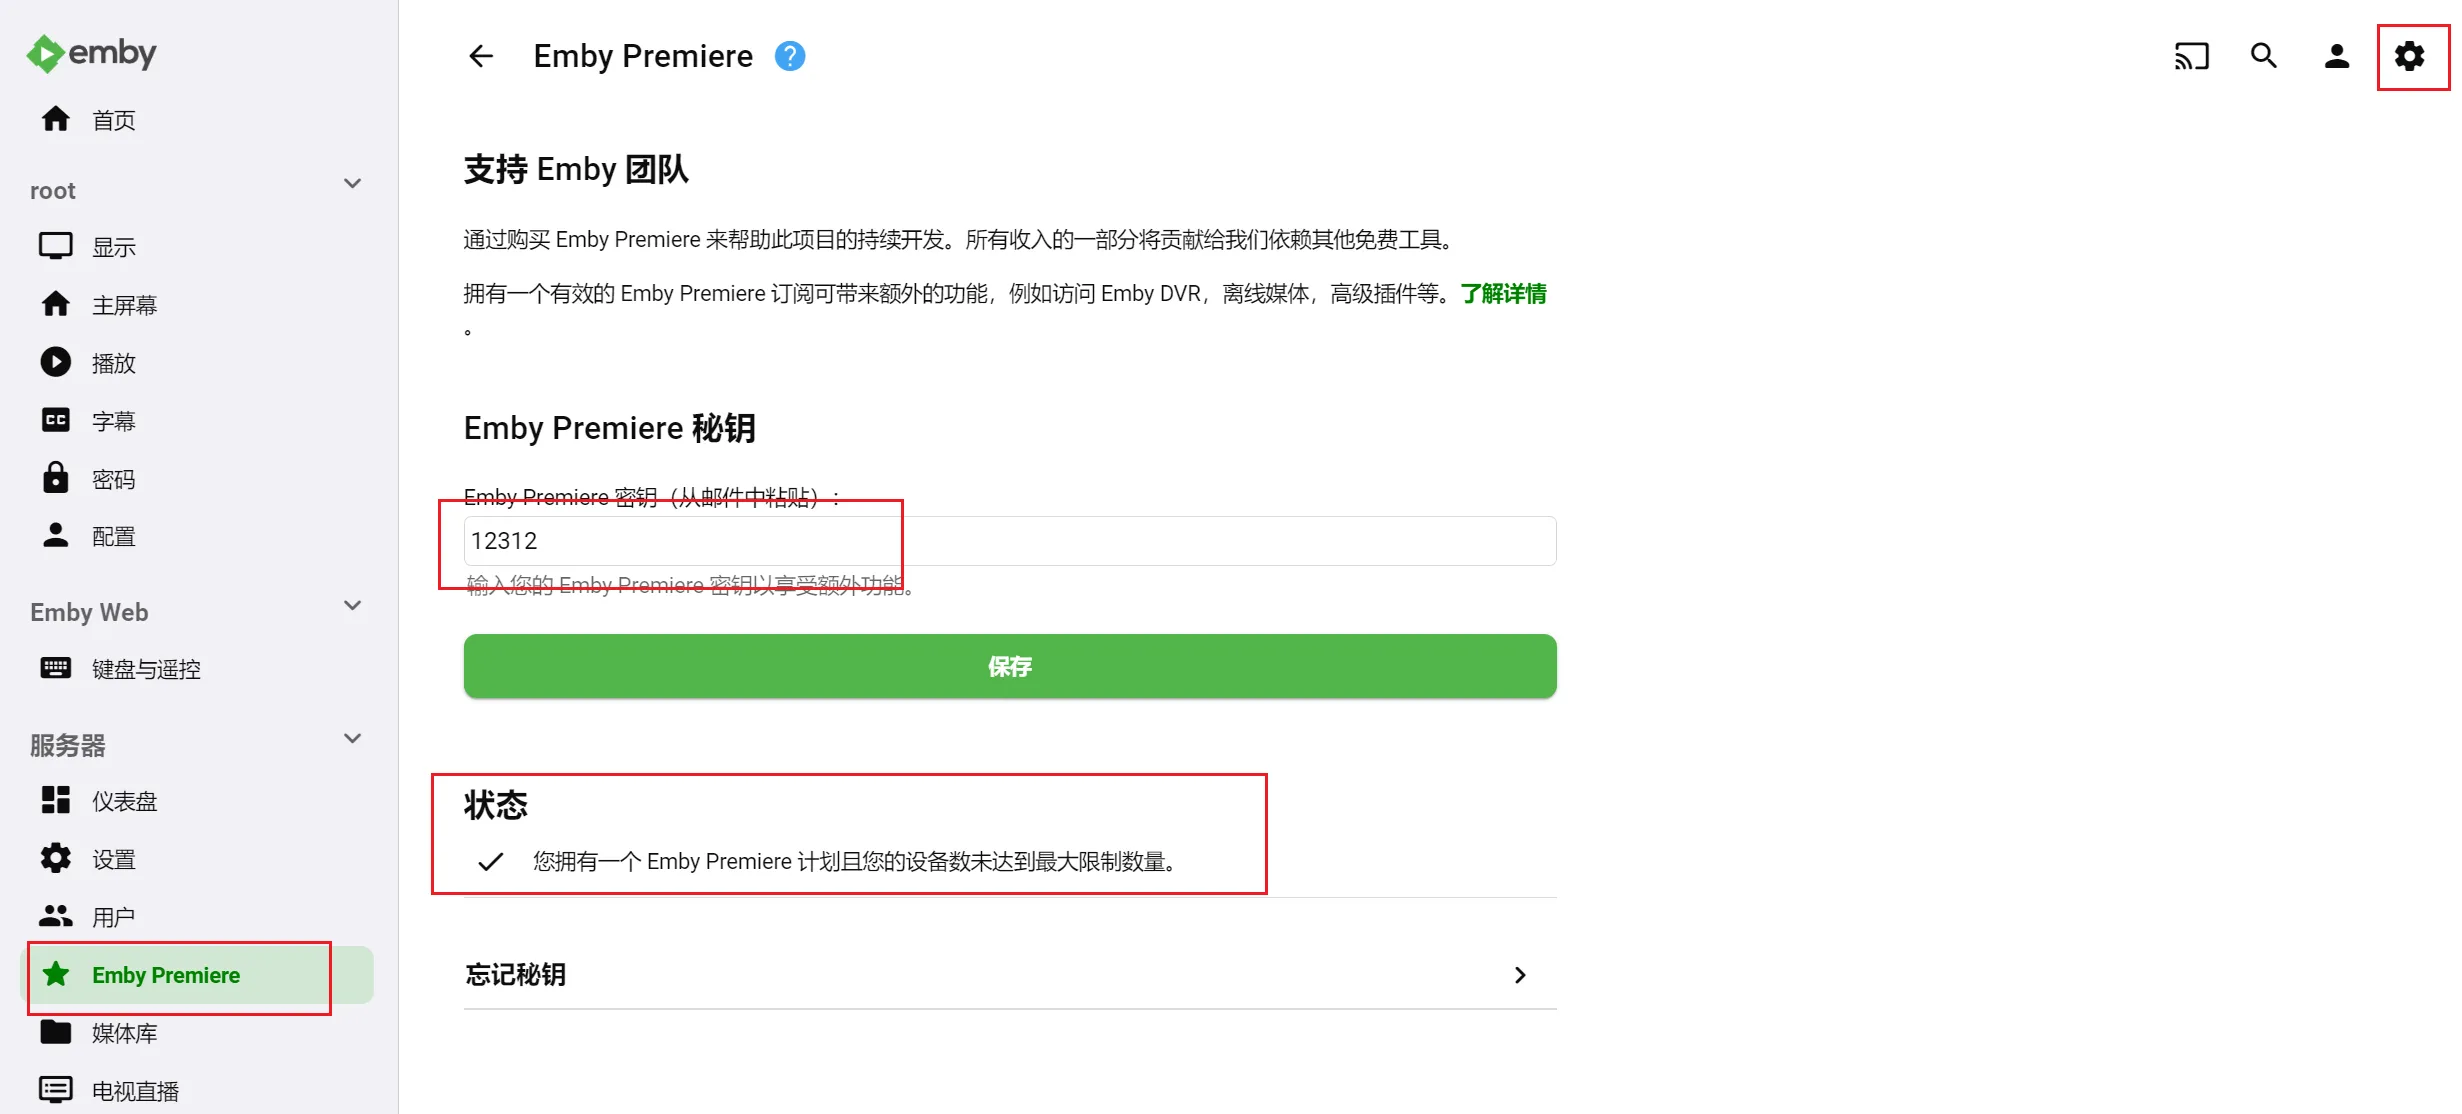 emby
首页
root
显示
主屏幕
播放
CC
字幕
密码
配置
Emby Web
键盘与遥控
服务器
仪表盘
设置
用户
Emby Premiere
媒体库
电视直播
Emby Premiere ?
支持 Emby 团队
通过购买 Emby Premiere 来帮助此项目的持续开发。所有收入的一部分将贡献给我们依赖其他免费工具。
拥有一个有效的 Emby Premiere 订阅可带来额外的功能，例如访问 Emby DVR，离线媒体，高级插件等。了解详情
。
Emby Premiere 秘钥
Emby Premiere 密钥（从邮件中粘贴）：
12312
输入您的 Emby Premiere 密钥以享受额外功能。
保存
状态
您拥有一个 Emby Premiere 计划且您的设备数未达到最大限制数量。
忘记秘钥